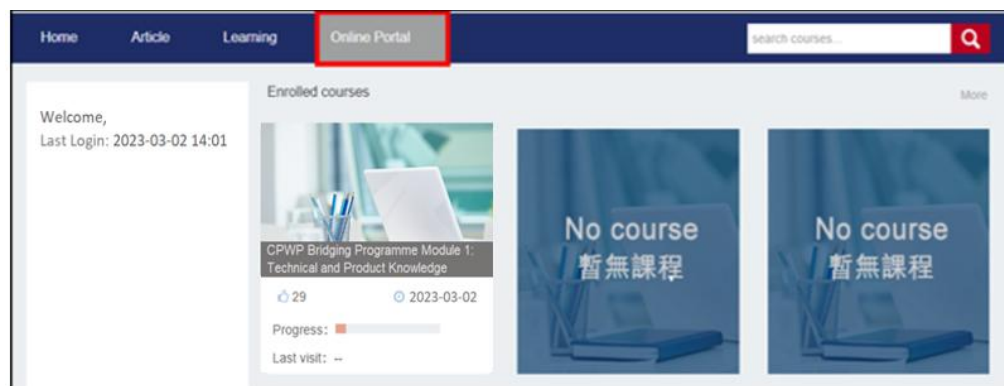 Home Article Learning Online Portal search courses...
Enrolled courses More
Welcome,
Last Login: 2023-03-02 14:01
CPWP Bridging Programme Module 1:
Technical and Product Knowledge
29 2023-03-02
Progress:
Last visit: --
No course
暫無課程
No course
暫無課程